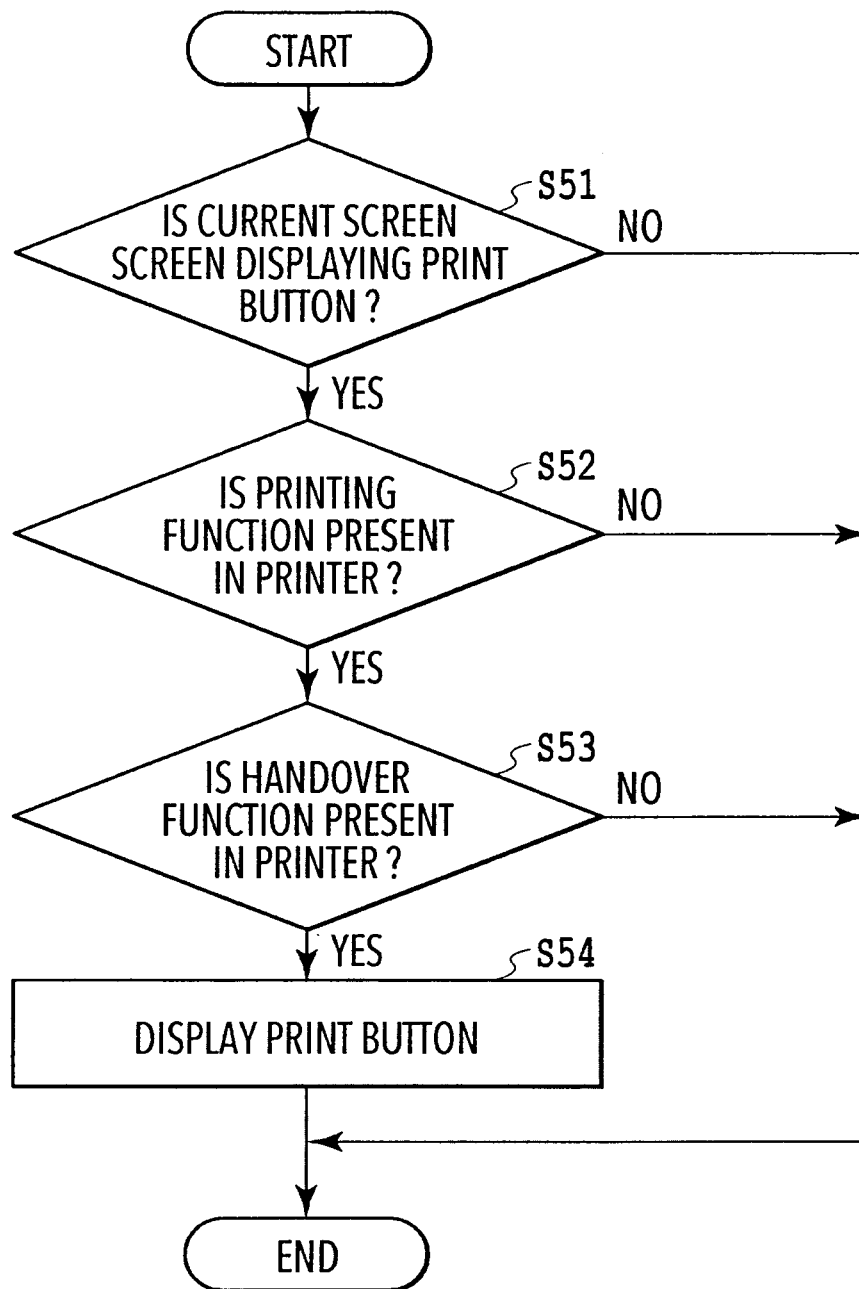 START
S51
IS CURRENT SCREEN
SCREEN DISPLAYING PRINT
BUTTON ?
NO
YES
S52
IS PRINTING
FUNCTION PRESENT
IN PRINTER ?
NO
YES
S53
IS HANDOVER
FUNCTION PRESENT
IN PRINTER ?
NO
YES
S54
DISPLAY PRINT BUTTON
END